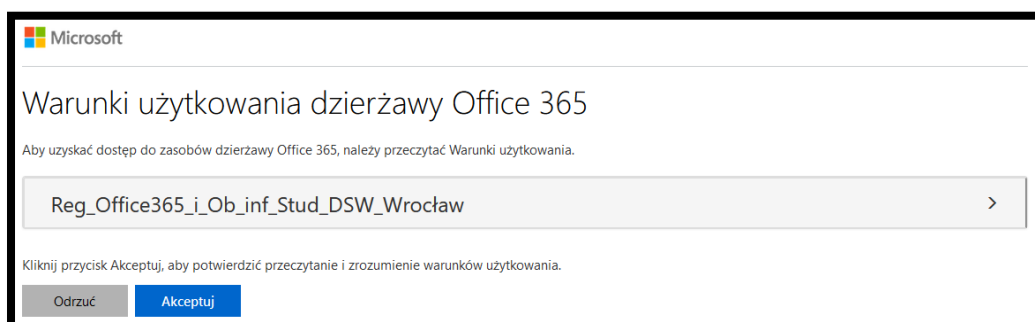 Microsoft
Warunki użytkowania dzierżawy Office 365
Aby uzyskać dostęp do zasobów dzierżawy Office 365, należy przeczytać Warunki użytkowania.
Reg_Office365_i_Ob_inf_Stud_DSW_Wrocław
Kliknij przycisk Akceptuj, aby potwierdzić przeczytanie i zrozumienie warunków użytkowania.
Odrzuć Akceptuj